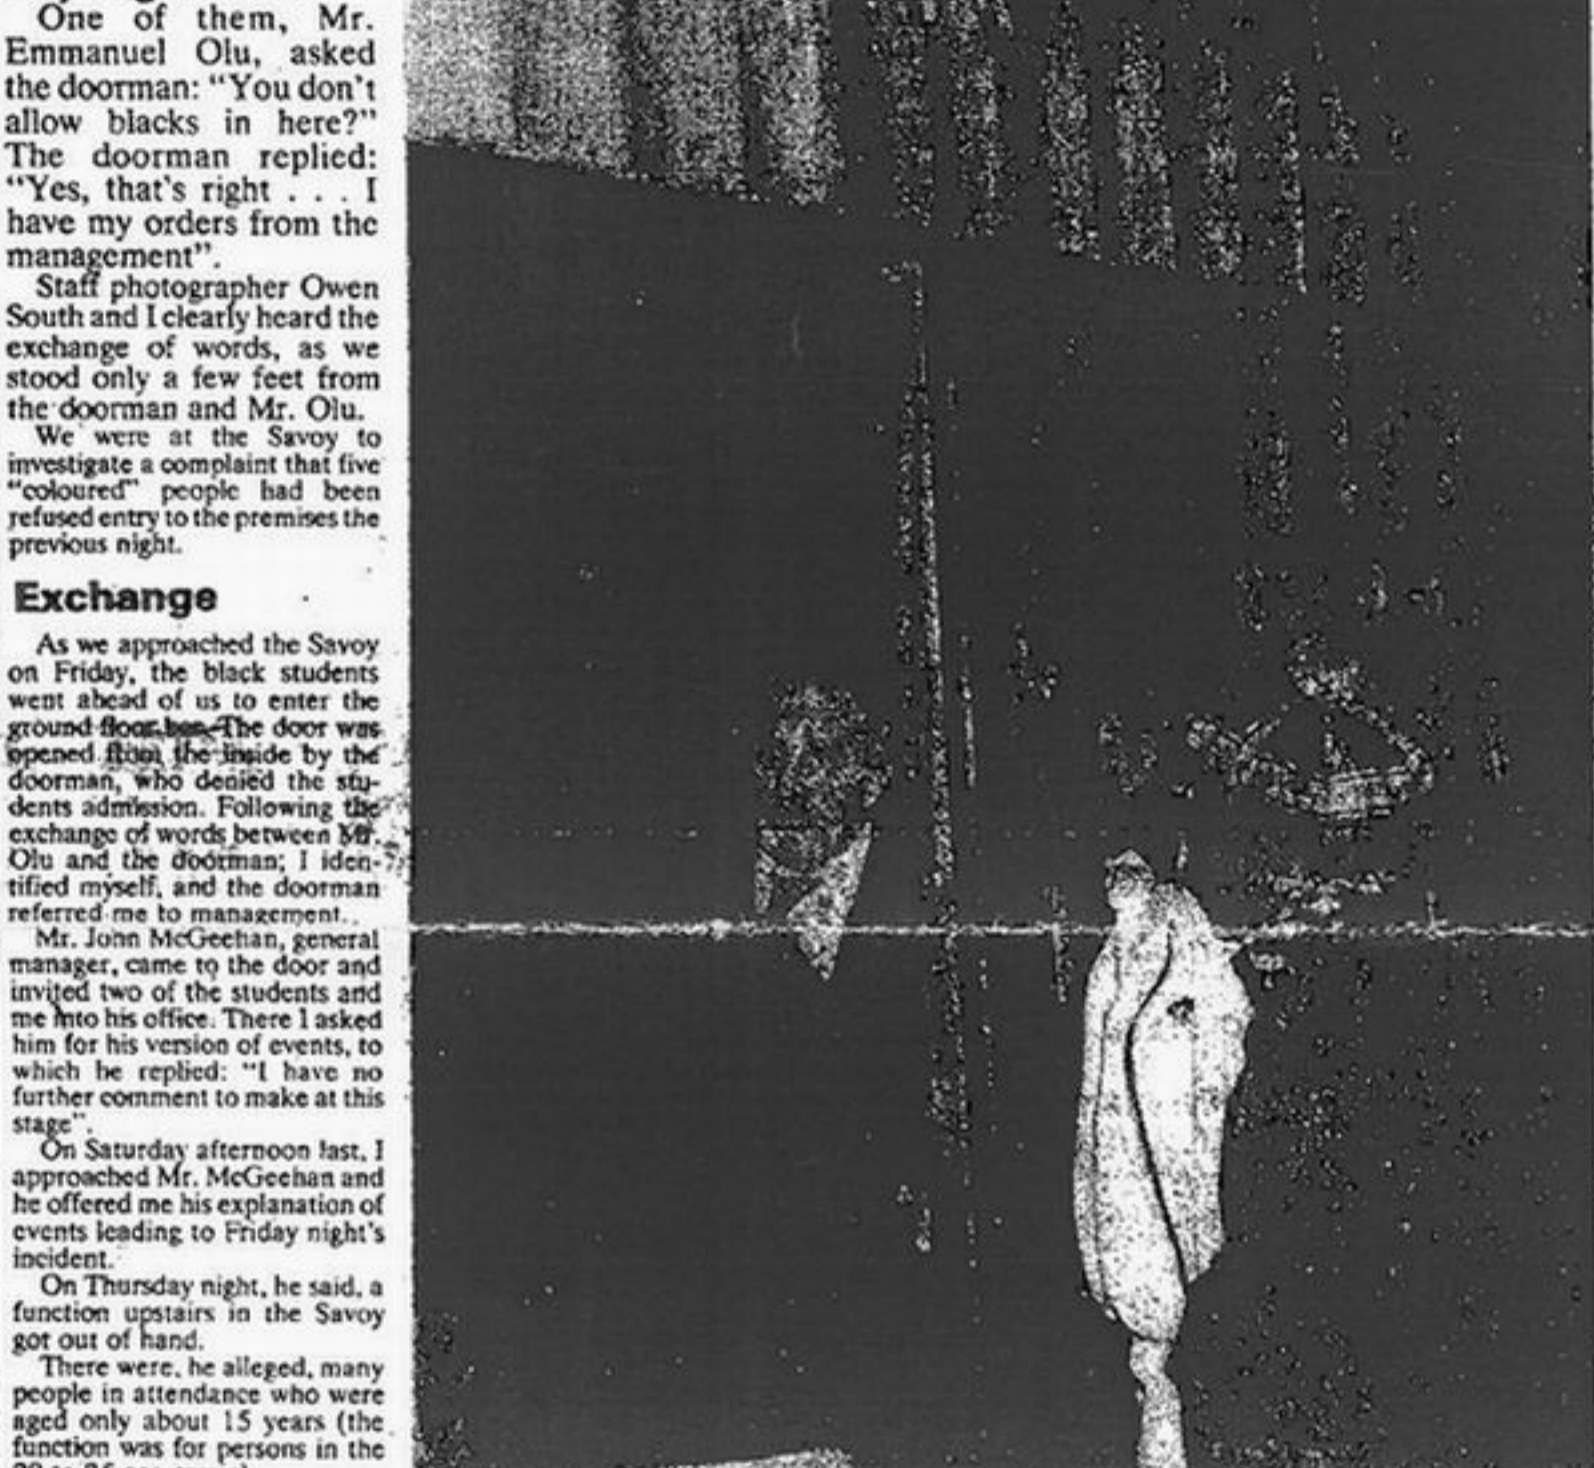 One of them, Mr.
Emmanuel Olu, asked
the doorman: "You don't
allow blacks in here?"
The doorman replied:
"Yes, that's right . . . I
have my orders from the
management".
Staff photographer Owen
South and I clearly heard the
exchange of words, as we
stood only a few feet from
the doorman and Mr. Olu.
We were at the Savoy to
investigate a complaint that five
"coloured" people had been
refused entry to the premises the
previous night.
Exchange
As we approached the Savoy
on Friday, the black students
went ahead of us to enter the
ground floor bar. The door was
opened from the inside by the
doorman, who denied the stu-
dents admission. Following the
exchange of words between Mr.
Olu and the doorman; I iden-
tified myself, and the doorman
referred me to management.
Mr. John McGeehan, general
manager, came to the door and
invited two of the students and
me into his office. There I asked
him for his version of events, to
which he replied: "I have no
further comment to make at this
stage".
On Saturday afternoon last, I
approached Mr. McGeehan and
he offered me his explanation of
events leading to Friday night's
incident.
On Thursday night, he said, a
function upstairs in the Savoy
got out of hand.
There were, he alleged, many
people in attendance who were
aged only about 15 years (the
function was for persons in the